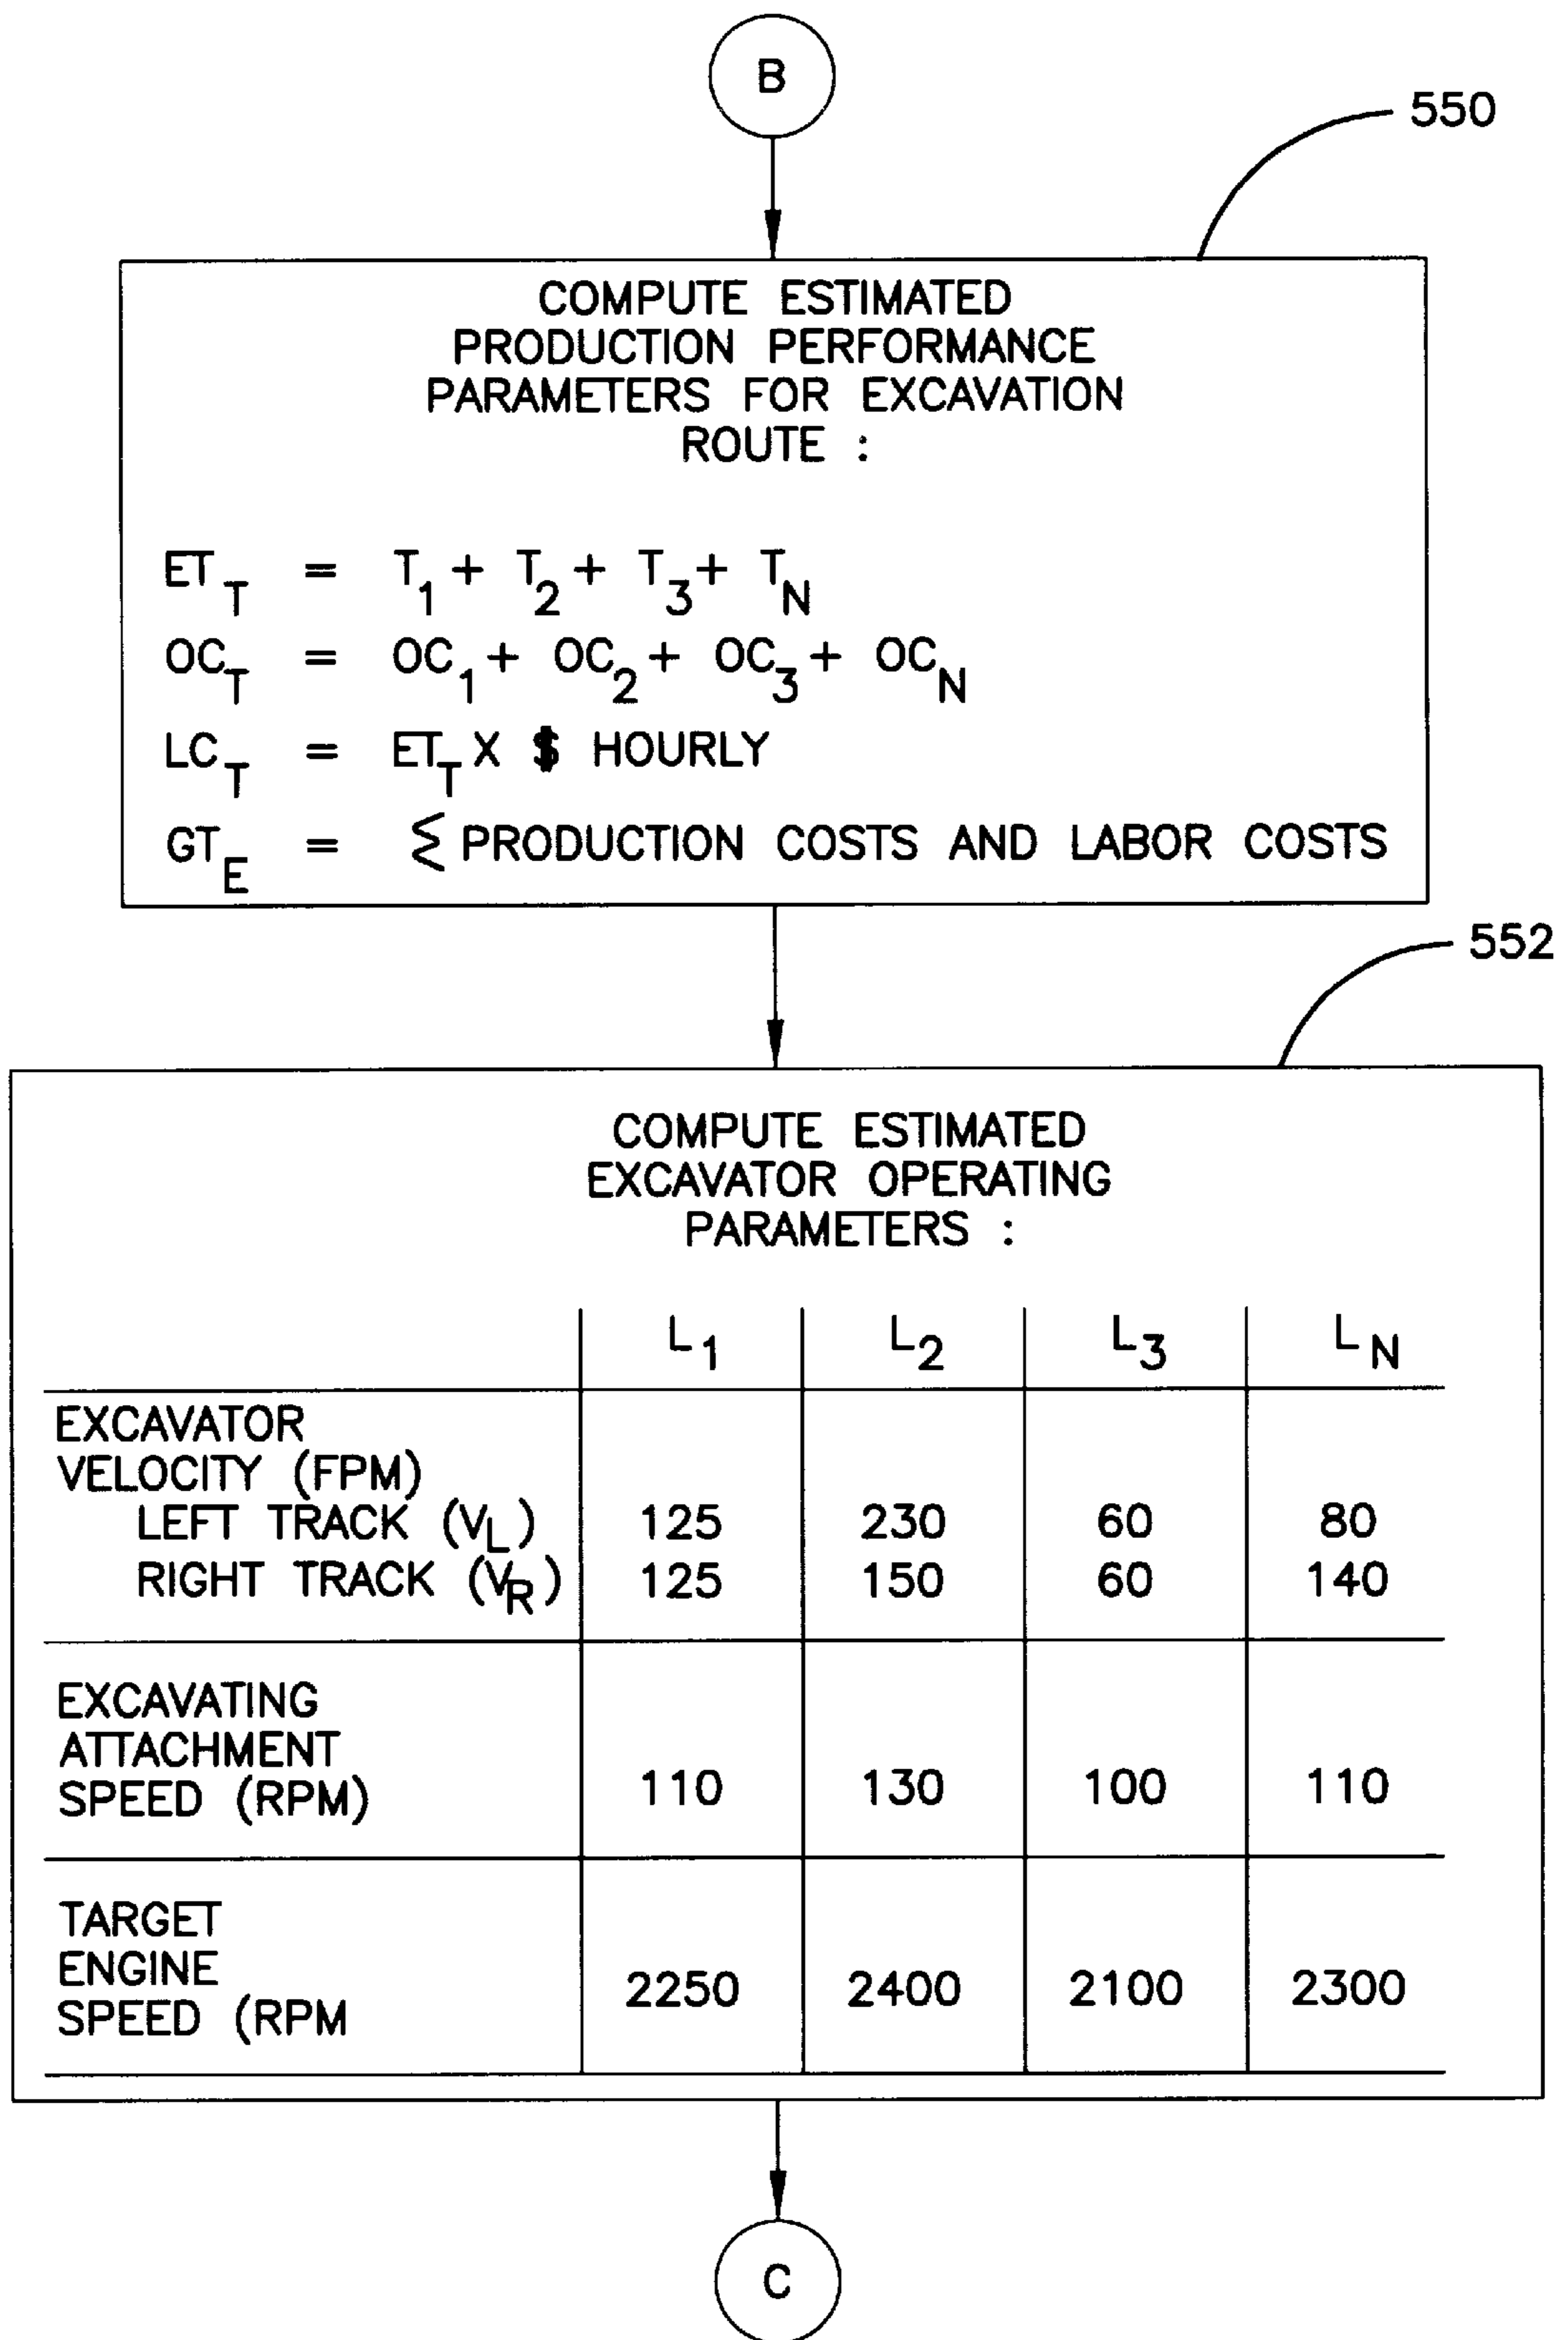 B
550
COMPUTE ESTIMATED
PRODUCTION PERFORMANCE
PARAMETERS FOR EXCAVATION
ROUTE :
ET_T = T_1 + T_2 + T_3 + T_N
OC_T = OC_1 + OC_2 + OC_3 + OC_N
LC_T = ET_T X $ HOURLY
GT_E = Σ PRODUCTION COSTS AND LABOR COSTS
552
COMPUTE ESTIMATED
EXCAVATOR OPERATING
PARAMETERS :
L_1 L_2 L_3 L_N
EXCAVATOR
VELOCITY (FPM)
LEFT TRACK (V_L) 125 230 60 80
RIGHT TRACK (V_R) 125 150 60 140
EXCAVATING
ATTACHMENT
SPEED (RPM) 110 130 100 110
TARGET
ENGINE
SPEED (RPM 2250 2400 2100 2300
C